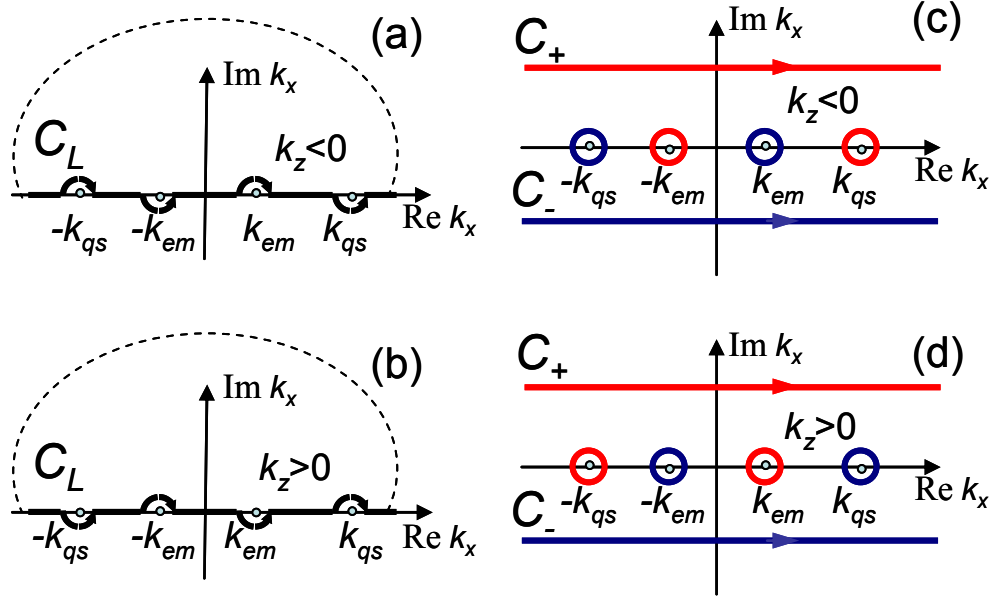 (a)
Im kx
CL
kz<0
-kqs
-kem
kem
kqs
Re kx
(b)
Im kx
CL
kz>0
-kqs
-kem
kem
kqs
Re kx
(c)
Im kx
C+
kz<0
-kqs
-kem
kem
kqs
Re kx
C-
(d)
Im kx
C+
kz>0
-kqs
-kem
kem
kqs
Re kx
C-